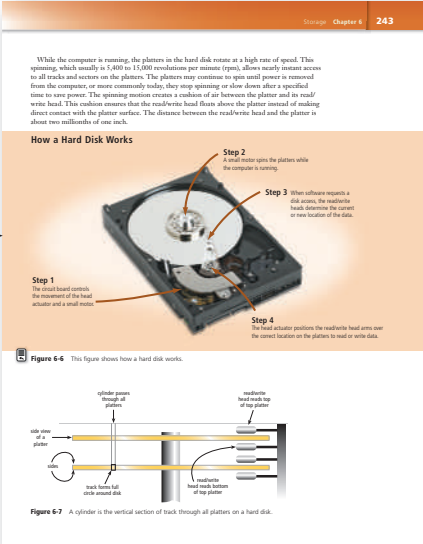 Storage Chapter 6 243
While the computer is running, the platters in the hard disk rotate at a high rate of speed. This
spinning, which usually is 5,400 to 15,000 revolutions per minute (rpm), allows nearly instant access
to all tracks and sectors on the platters. The platters may continue to spin until power is removed
from the computer, or more commonly today, they stop spinning or slow down after a specified
time to save power. The spinning motion creates a cushion of air between the platter and its read/
write head. This cushion ensures that the read/write head floats above the platter instead of making
direct contact with the platter surface. The distance between the read/write head and the platter is
about two millionths of one inch.
How a Hard Disk Works
Step 2
A small motor spins the platters while
the computer is running.
Step 3 When software requests a
disk access, the read/write
heads determine the current
or new location of the data.
Step 1
The circuit board controls
the movement of the head
actuator and a small motor.
Step 4
The head actuator positions the read/write head arms over
the correct location on the platters to read or write data.
Figure 6-6 This figure shows how a hard disk works.
cylinder passes
through all
platters
read/write
head reads top
of top platter
side view
of a
platter
sides
track forms full
circle around disk
read/write
head reads bottom
of top platter
Figure 6-7 A cylinder is the vertical section of track through all platters on a hard disk.